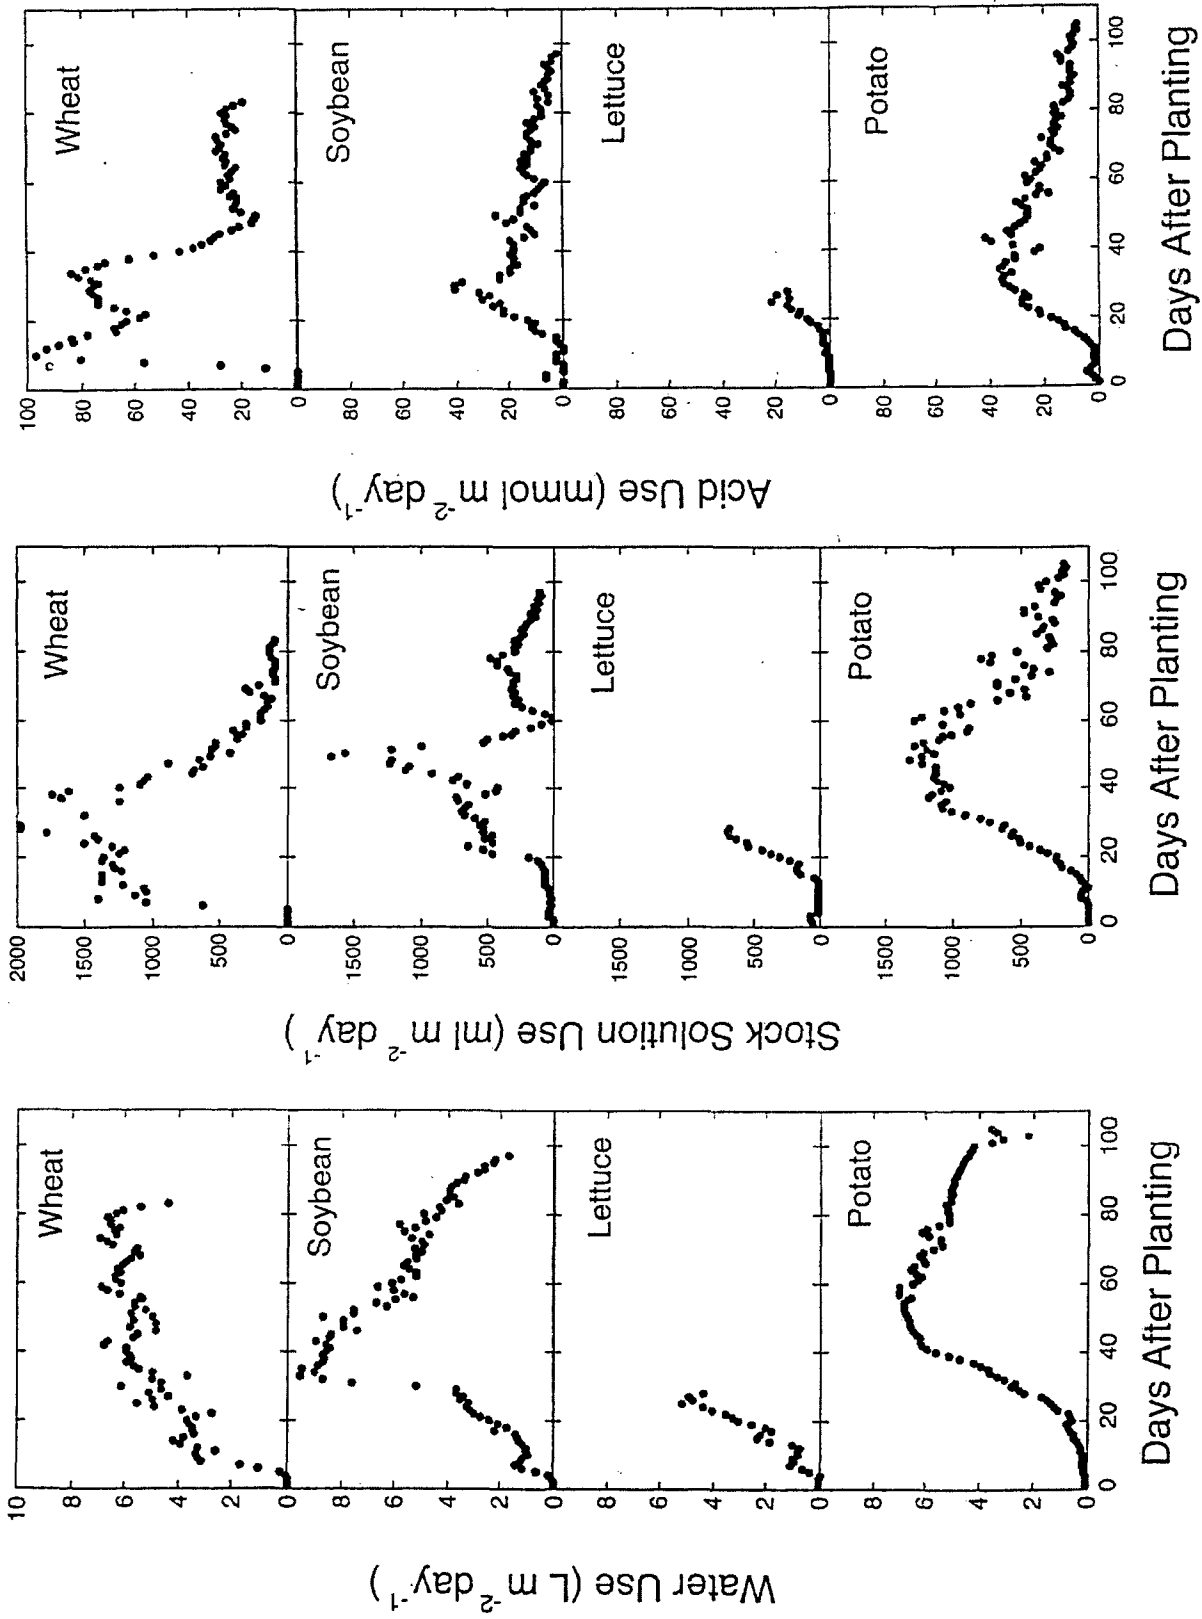 Water Use (L m⁻² day⁻¹)
10
8
6
4
2
0
Wheat
8
6
4
2
0
Soybean
8
6
4
2
0
Lettuce
8
6
4
2
0
Potato
0 20 40 60 80 100
Days After Planting
Stock Solution Use (ml m⁻² day⁻¹)
2000
1500
1000
500
0
Wheat
1500
1000
500
0
Soybean
1500
1000
500
0
Lettuce
1500
1000
500
0
Potato
0 20 40 60 80 100
Days After Planting
Acid Use (mmol m⁻² day⁻¹)
100
80
60
40
20
0
Wheat
80
60
40
20
0
Soybean
80
60
40
20
0
Lettuce
80
60
40
20
0
Potato
0 20 40 60 80 100
Days After Planting